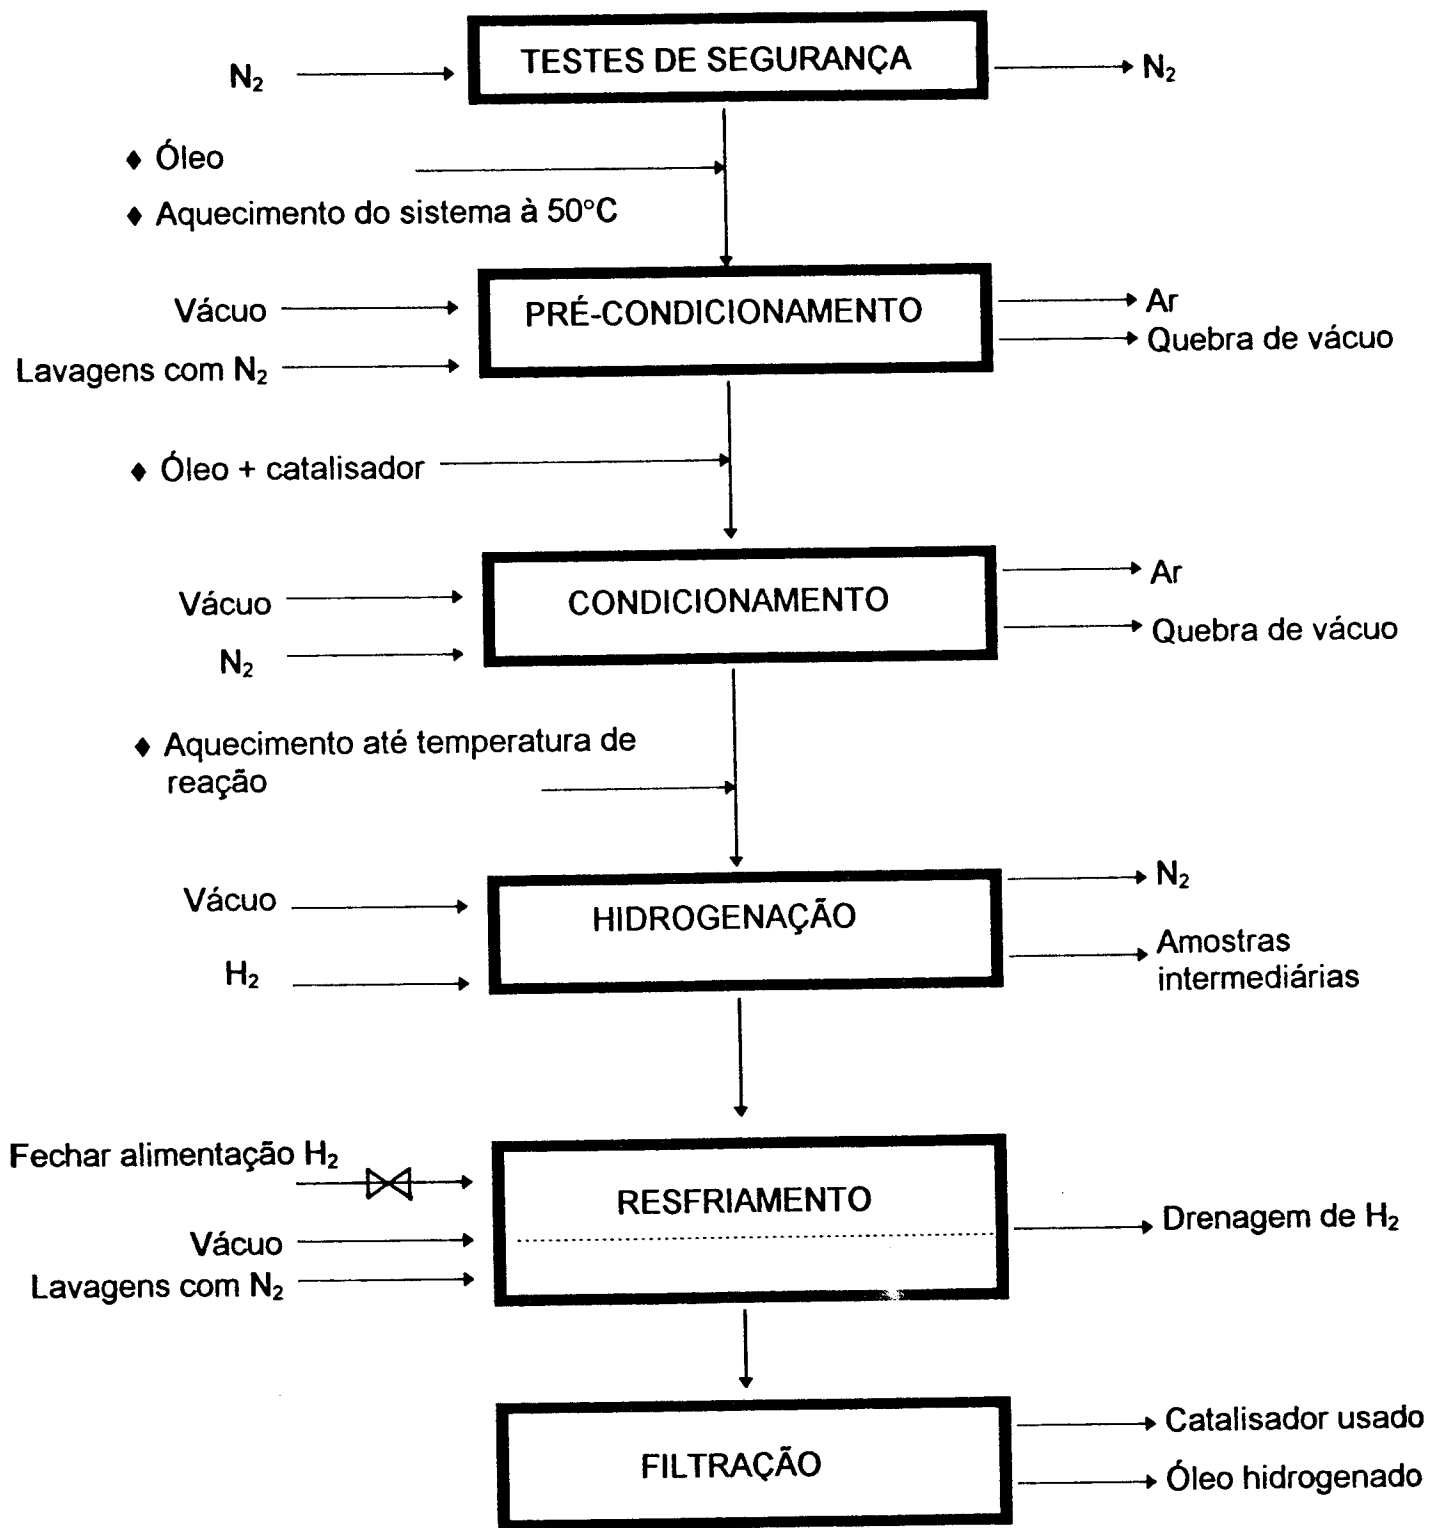 TESTES DE SEGURANÇA
N₂
N₂
♦ Óleo
♦ Aquecimento do sistema à 50°C
PRÉ-CONDICIONAMENTO
Vácuo
Lavagens com N₂
Ar
Quebra de vácuo
♦ Óleo + catalisador
CONDICIONAMENTO
Vácuo
N₂
Ar
Quebra de vácuo
♦ Aquecimento até temperatura de
reação
HIDROGENAÇÃO
Vácuo
H₂
N₂
Amostras
intermediárias
Fechar alimentação H₂
RESFRIAMENTO
Vácuo
Lavagens com N₂
Drenagem de H₂
FILTRAÇÃO
Catalisador usado
Óleo hidrogenado